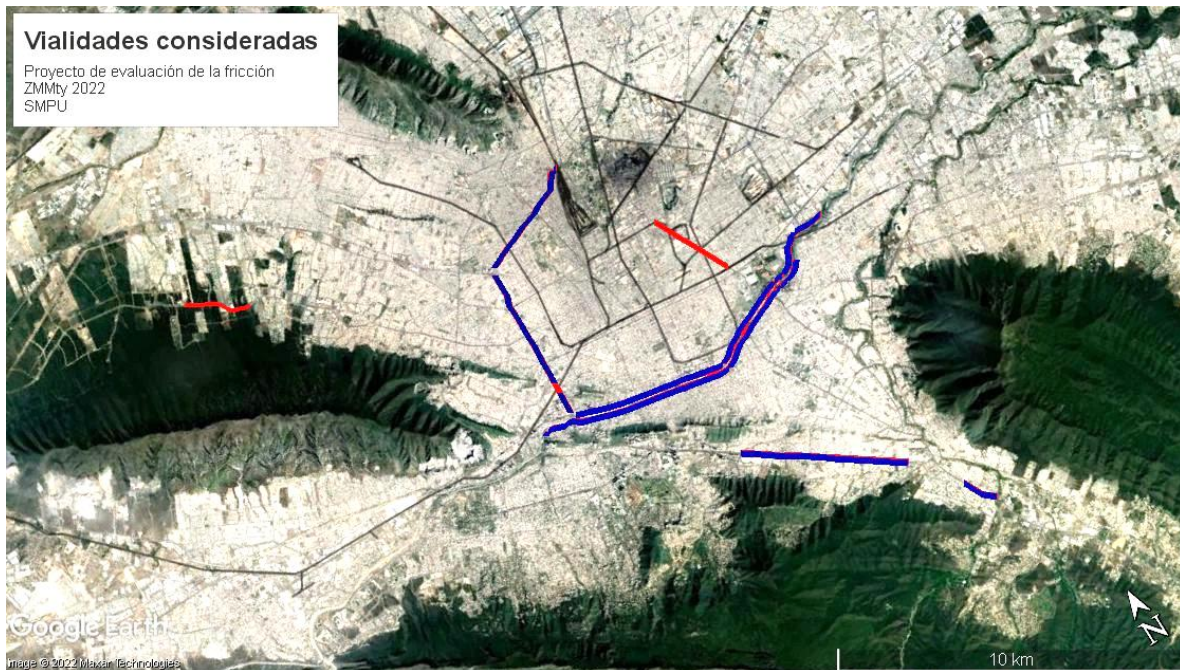 Vialidades consideradas
Proyecto de evaluación de la fricción
ZMMty 2022
SMPU
Google Earth
Image © 2022 Maxar Technologies
10 km
N